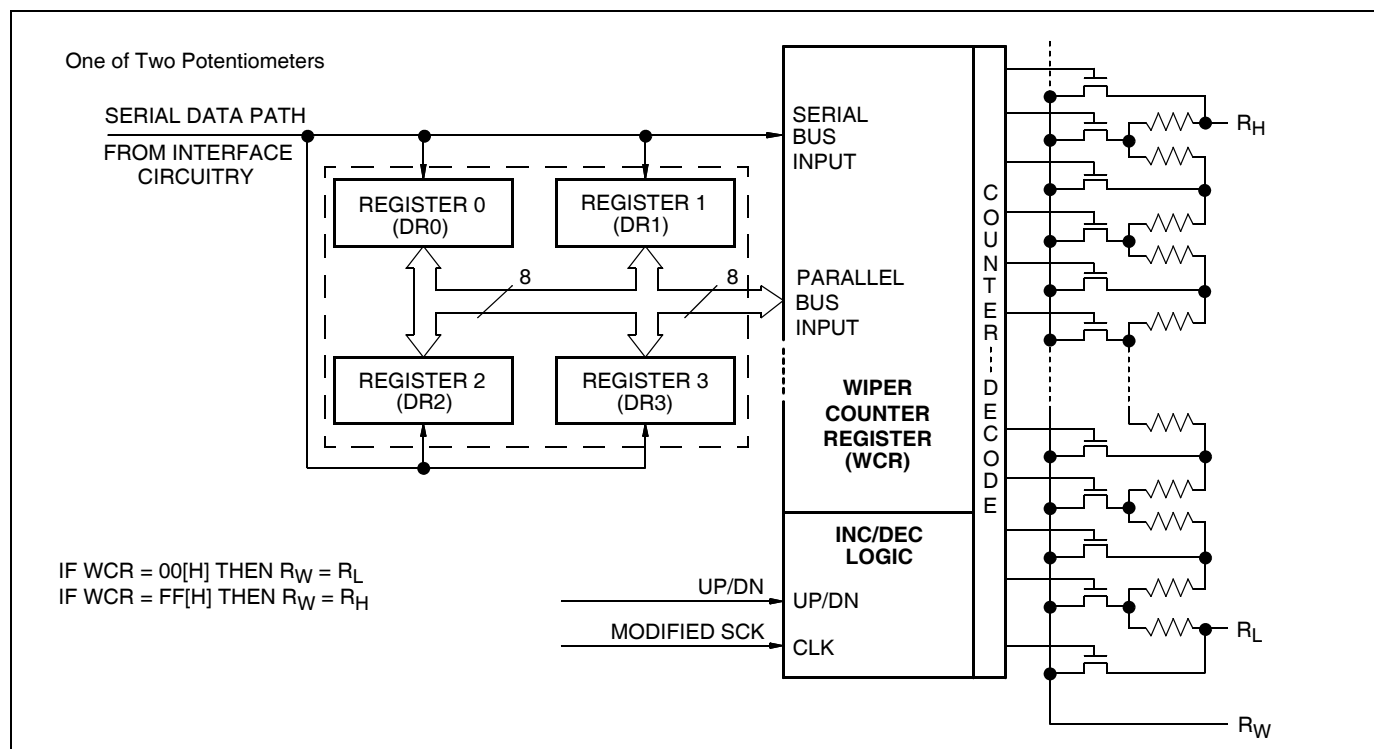 One of Two Potentiometers
SERIAL DATA PATH
FROM INTERFACE
CIRCUITRY
REGISTER 0
(DR0)
REGISTER 1
(DR1)
8
8
REGISTER 2
(DR2)
REGISTER 3
(DR3)
SERIAL
BUS
INPUT
PARALLEL
BUS
INPUT
WIPER
COUNTER
REGISTER
(WCR)
INC/DEC
LOGIC
UP/DN
UP/DN
MODIFIED SCK
CLK
COUNTER
DECODE
RH
RL
RW
IF WCR = 00[H] THEN RW = RL
IF WCR = FF[H] THEN RW = RH